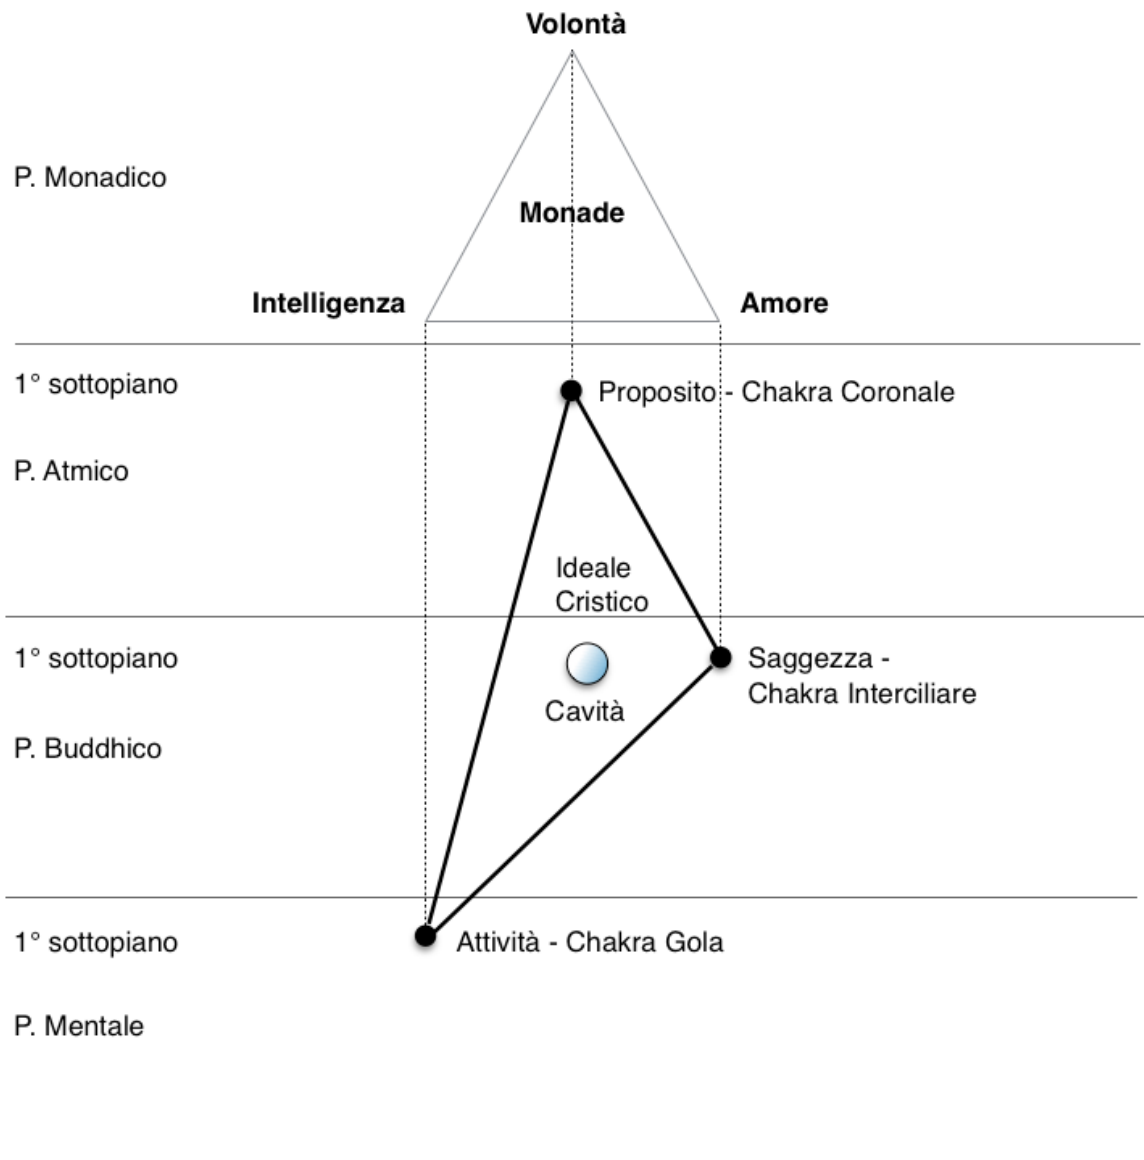 Volontà
P. Monadico
Monade
Intelligenza
Amore
1° sottopiano
Proposito - Chakra Coronale
P. Atmico
Ideale
Cristico
1° sottopiano
Saggezza -
Chakra Interciliare
Cavità
P. Buddhico
1° sottopiano
Attività - Chakra Gola
P. Mentale